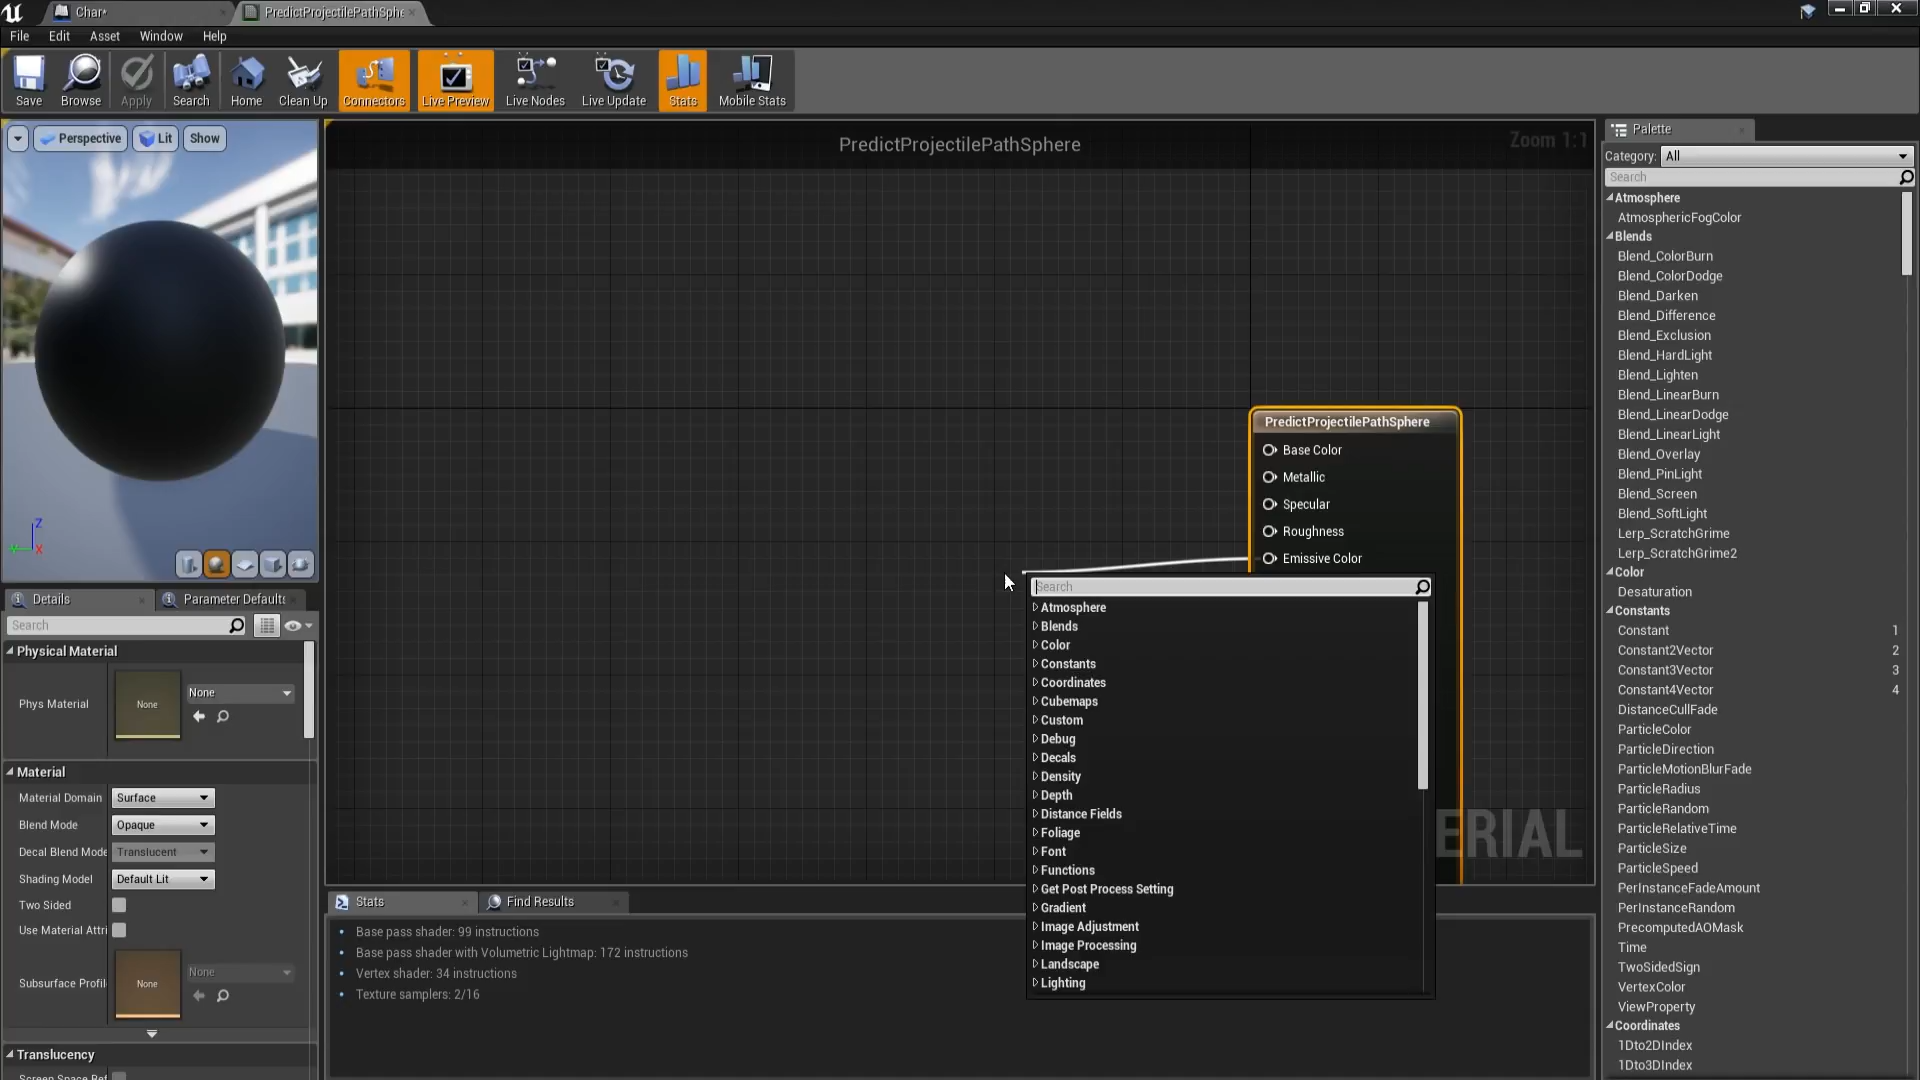 Char*
PredictProjectilePathSphe
File Edit Asset Window Help
Save
Browse
Apply
Search
Home
Clean Up
Connectors
Live Preview
Live Nodes
Live Update
Stats
Mobile Stats
Perspective
Lit
Show
Z
Y
X
PredictProjectilePathSphere
Zoom 1:1
PredictProjectilePathSphere
Base Color
Metallic
Specular
Roughness
Emissive Color
Search
Atmosphere
Blends
Color
Constants
Coordinates
Cubemaps
Custom
Debug
Decals
Density
Depth
Distance Fields
Foliage
Font
Functions
Get Post Process Setting
Gradient
Image Adjustment
Image Processing
Landscape
Lighting
ERIAL
Details
Parameter Defaults
Search
Physical Material
Phys Material
None
None
Material
Material Domain Surface
Blend Mode Opaque
Decal Blend Mode Translucent
Shading Model Default Lit
Two Sided
Use Material Attri
Subsurface Profil
None
None
Translucency
Screen Space Ref
Stats
Find Results
Base pass shader: 99 instructions
Base pass shader with Volumetric Lightmap: 172 instructions
Vertex shader: 34 instructions
Texture samplers: 2/16
Palette
Category: All
Search
Atmosphere
AtmosphericFogColor
Blends
Blend_ColorBurn
Blend_ColorDodge
Blend_Darken
Blend_Difference
Blend_Exclusion
Blend_HardLight
Blend_Lighten
Blend_LinearBurn
Blend_LinearDodge
Blend_LinearLight
Blend_Overlay
Blend_PinLight
Blend_Screen
Blend_SoftLight
Lerp_ScratchGrime
Lerp_ScratchGrime2
Color
Desaturation
Constants
Constant 1
Constant2Vector 2
Constant3Vector 3
Constant4Vector 4
DistanceCullFade
ParticleColor
ParticleDirection
ParticleMotionBlurFade
ParticleRadius
ParticleRandom
ParticleRelativeTime
ParticleSize
ParticleSpeed
PerInstanceFadeAmount
PerInstanceRandom
PrecomputedAOMask
Time
TwoSidedSign
VertexColor
ViewProperty
Coordinates
1Dto2DIndex
1Dto3DIndex